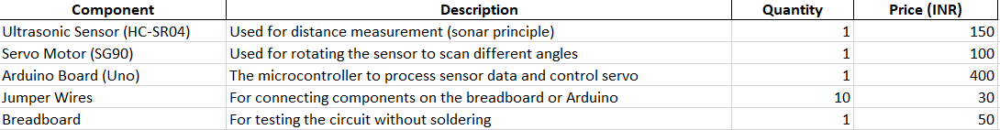 Component Description Quantity Price (INR)
Ultrasonic Sensor (HC-SR04) Used for distance measurement (sonar principle) 1 150
Servo Motor (SG90) Used for rotating the sensor to scan different angles 1 100
Arduino Board (Uno) The microcontroller to process sensor data and control servo 1 400
Jumper Wires For connecting components on the breadboard or Arduino 10 30
Breadboard For testing the circuit without soldering 1 50